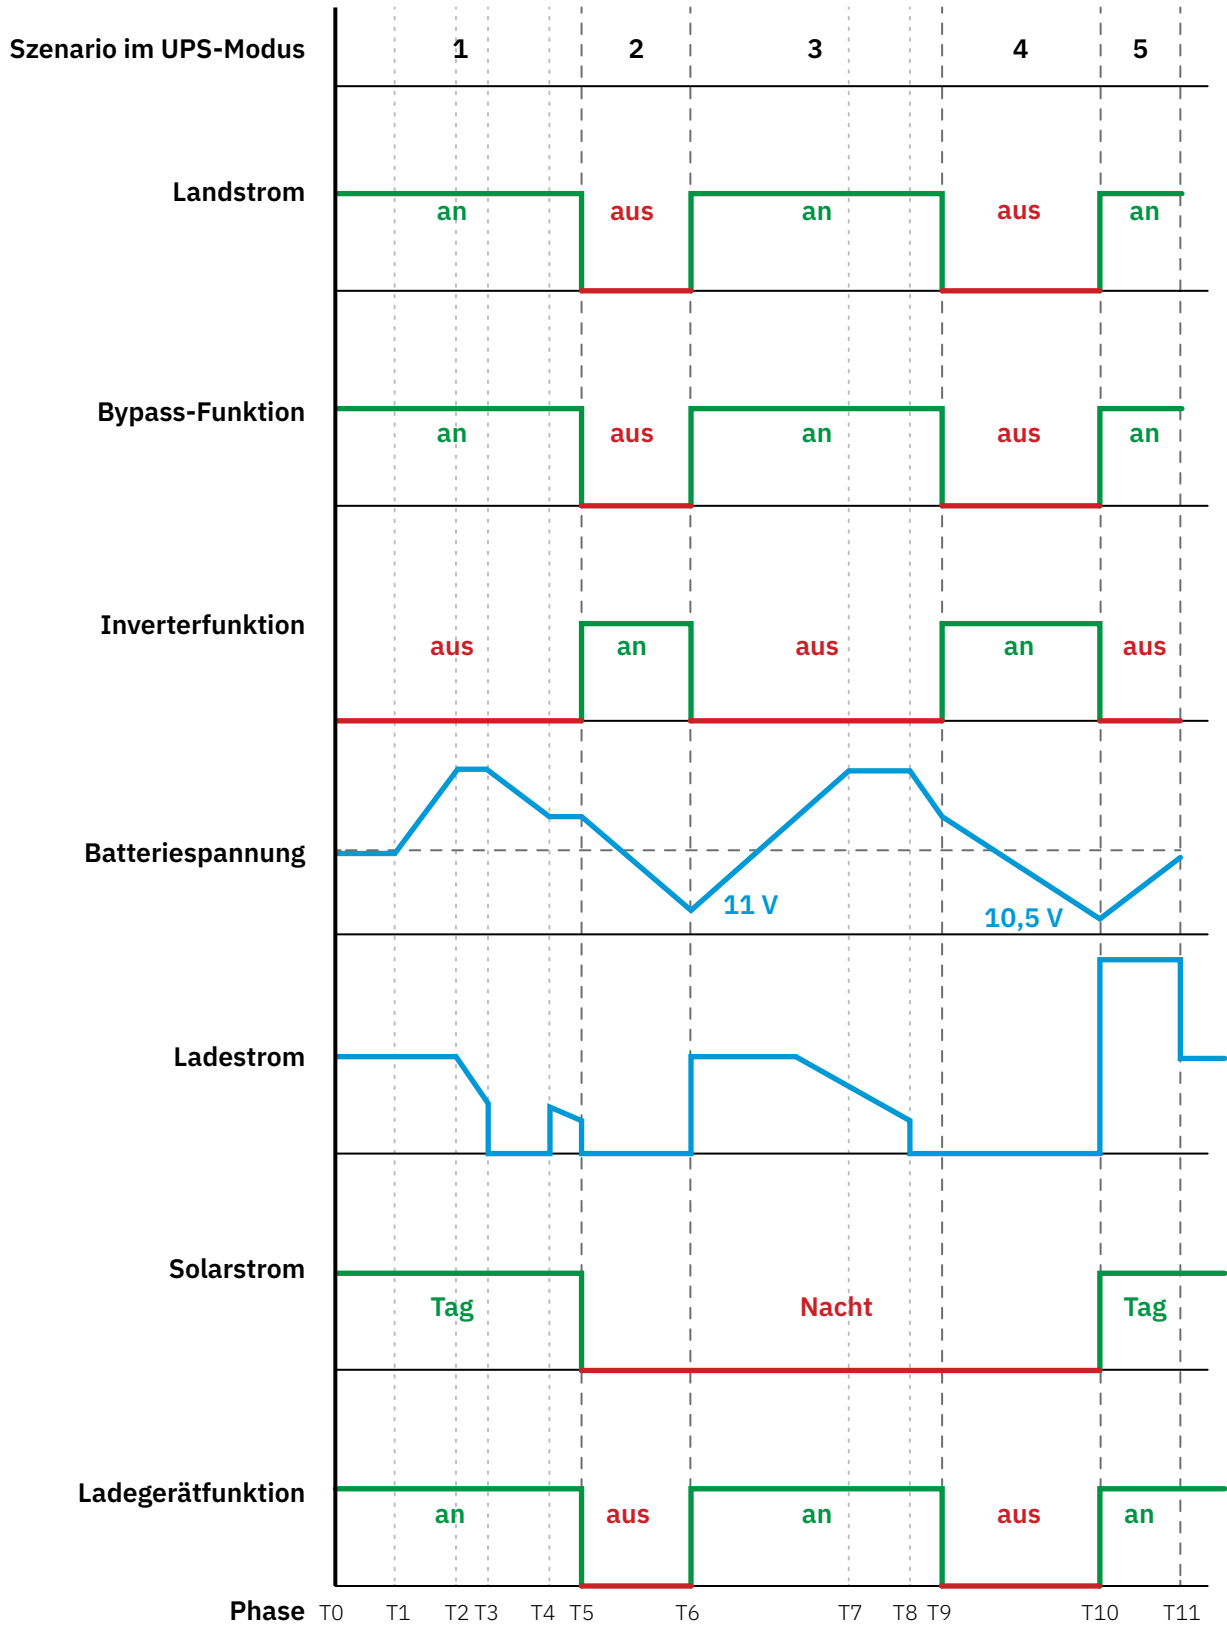 Szenario im UPS-Modus 1 2 3 4 5
Landstrom an aus an aus an
Bypass-Funktion an aus an aus an
Inverterfunktion aus an aus an aus
Batteriespannung 11 V 10,5 V
Ladestrom
Solarstrom Tag Nacht Tag
Ladegerätfunktion an aus an aus an
Phase T0 T1 T2 T3 T4 T5 T6 T7 T8 T9 T10 T11